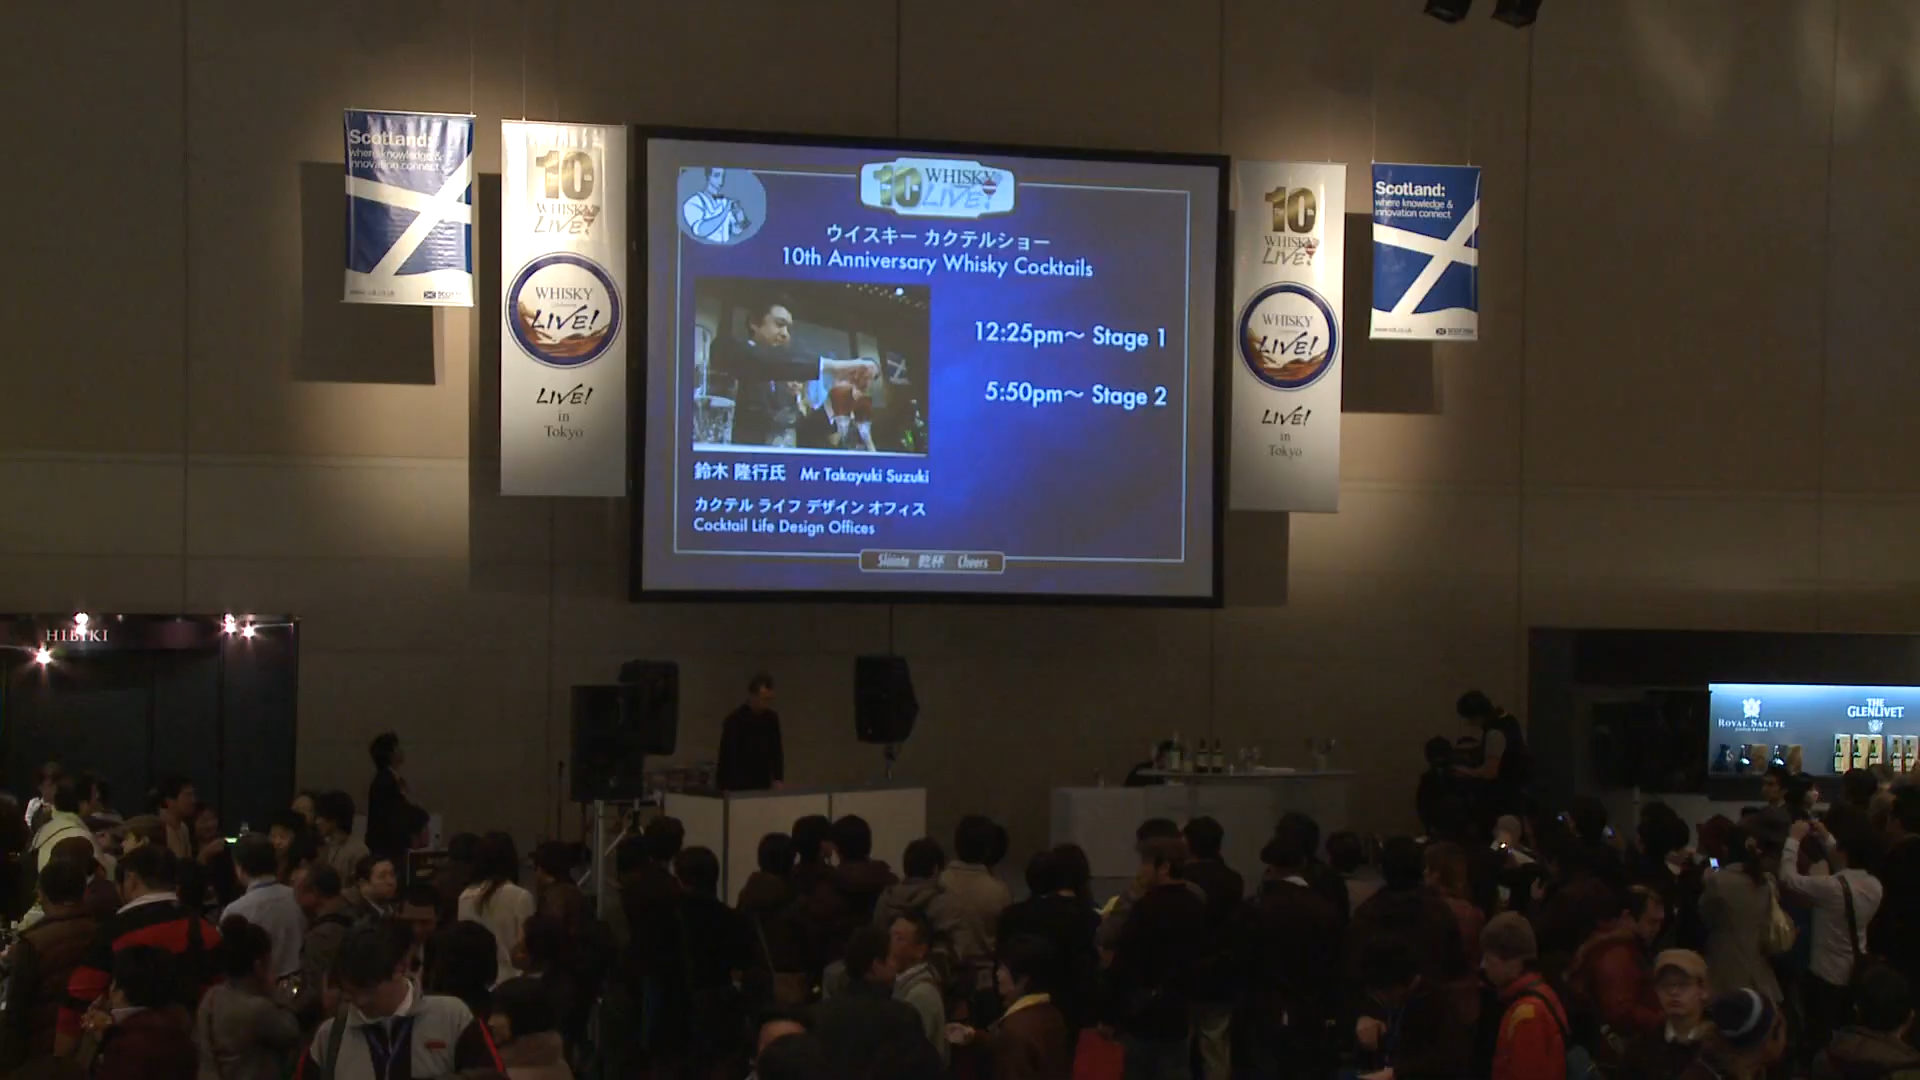 Scotland:
where knowledge &
innovation connect
10
WHISKY
LIVE!
WHISKY
LIVE!
LIVE!
in
Tokyo
10 WHISKY
LIVE!
ウイスキー カクテルショー
10th Anniversary Whisky Cocktails
12:25pm～ Stage 1
5:50pm～ Stage 2
鈴木 隆行氏 Mr Takayuki Suzuki
カクテル ライフ デザイン オフィス
Cocktail Life Design Offices
乾杯 Cheers
10
WHISKY
LIVE!
WHISKY
LIVE!
LIVE!
in
Tokyo
Scotland:
where knowledge &
innovation connect
HIBIKI
ROYAL SALUTE
THE
GLENLIVET